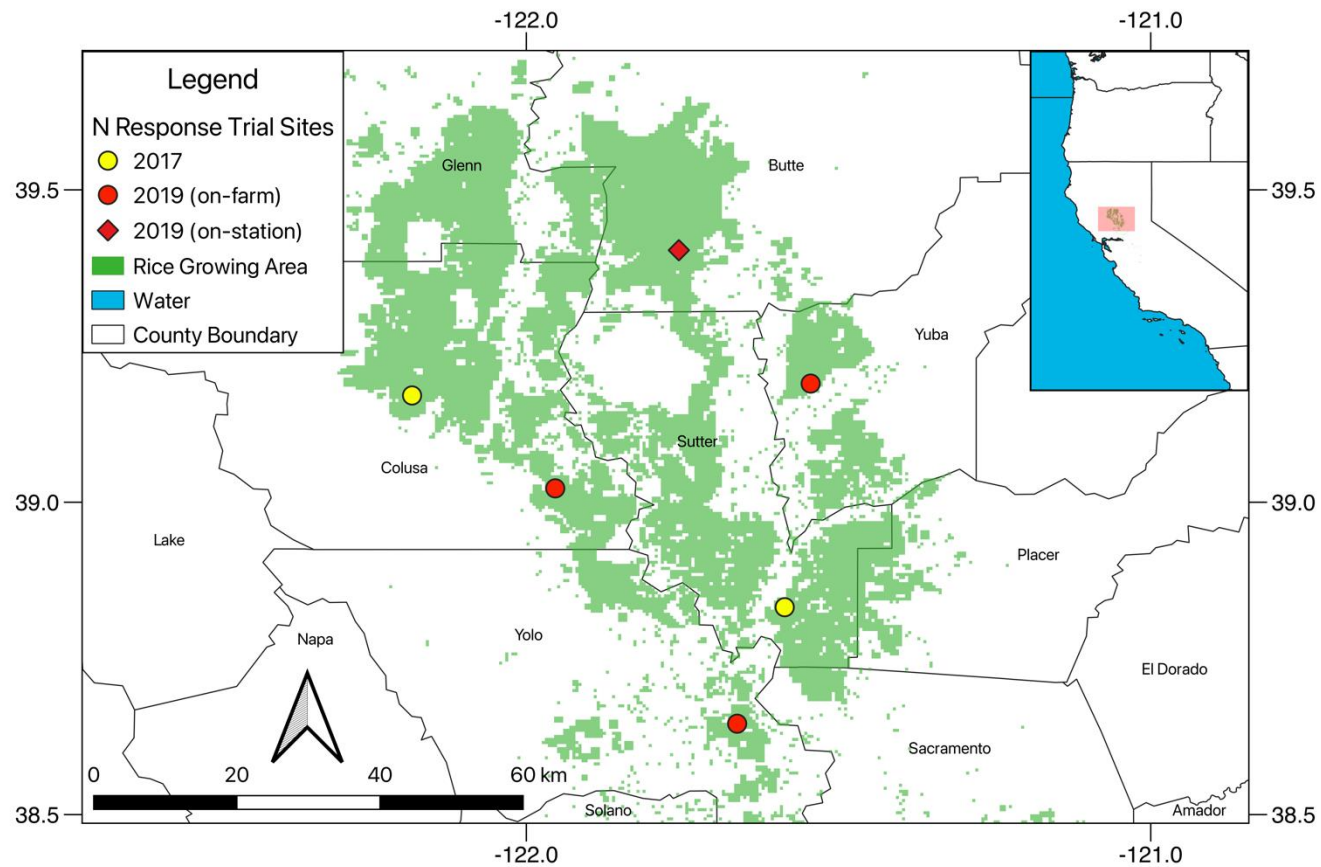 -122.0
-121.0
Legend
N Response Trial Sites
2017
2019 (on-farm)
2019 (on-station)
Rice Growing Area
Water
County Boundary
39.5
39.5
Glenn
Butte
Yuba
Sutter
Colusa
39.0
39.0
Lake
Placer
Napa
Yolo
El Dorado
Sacramento
0 20 40 60 km
Solano
Amador
38.5
38.5
-122.0
-121.0